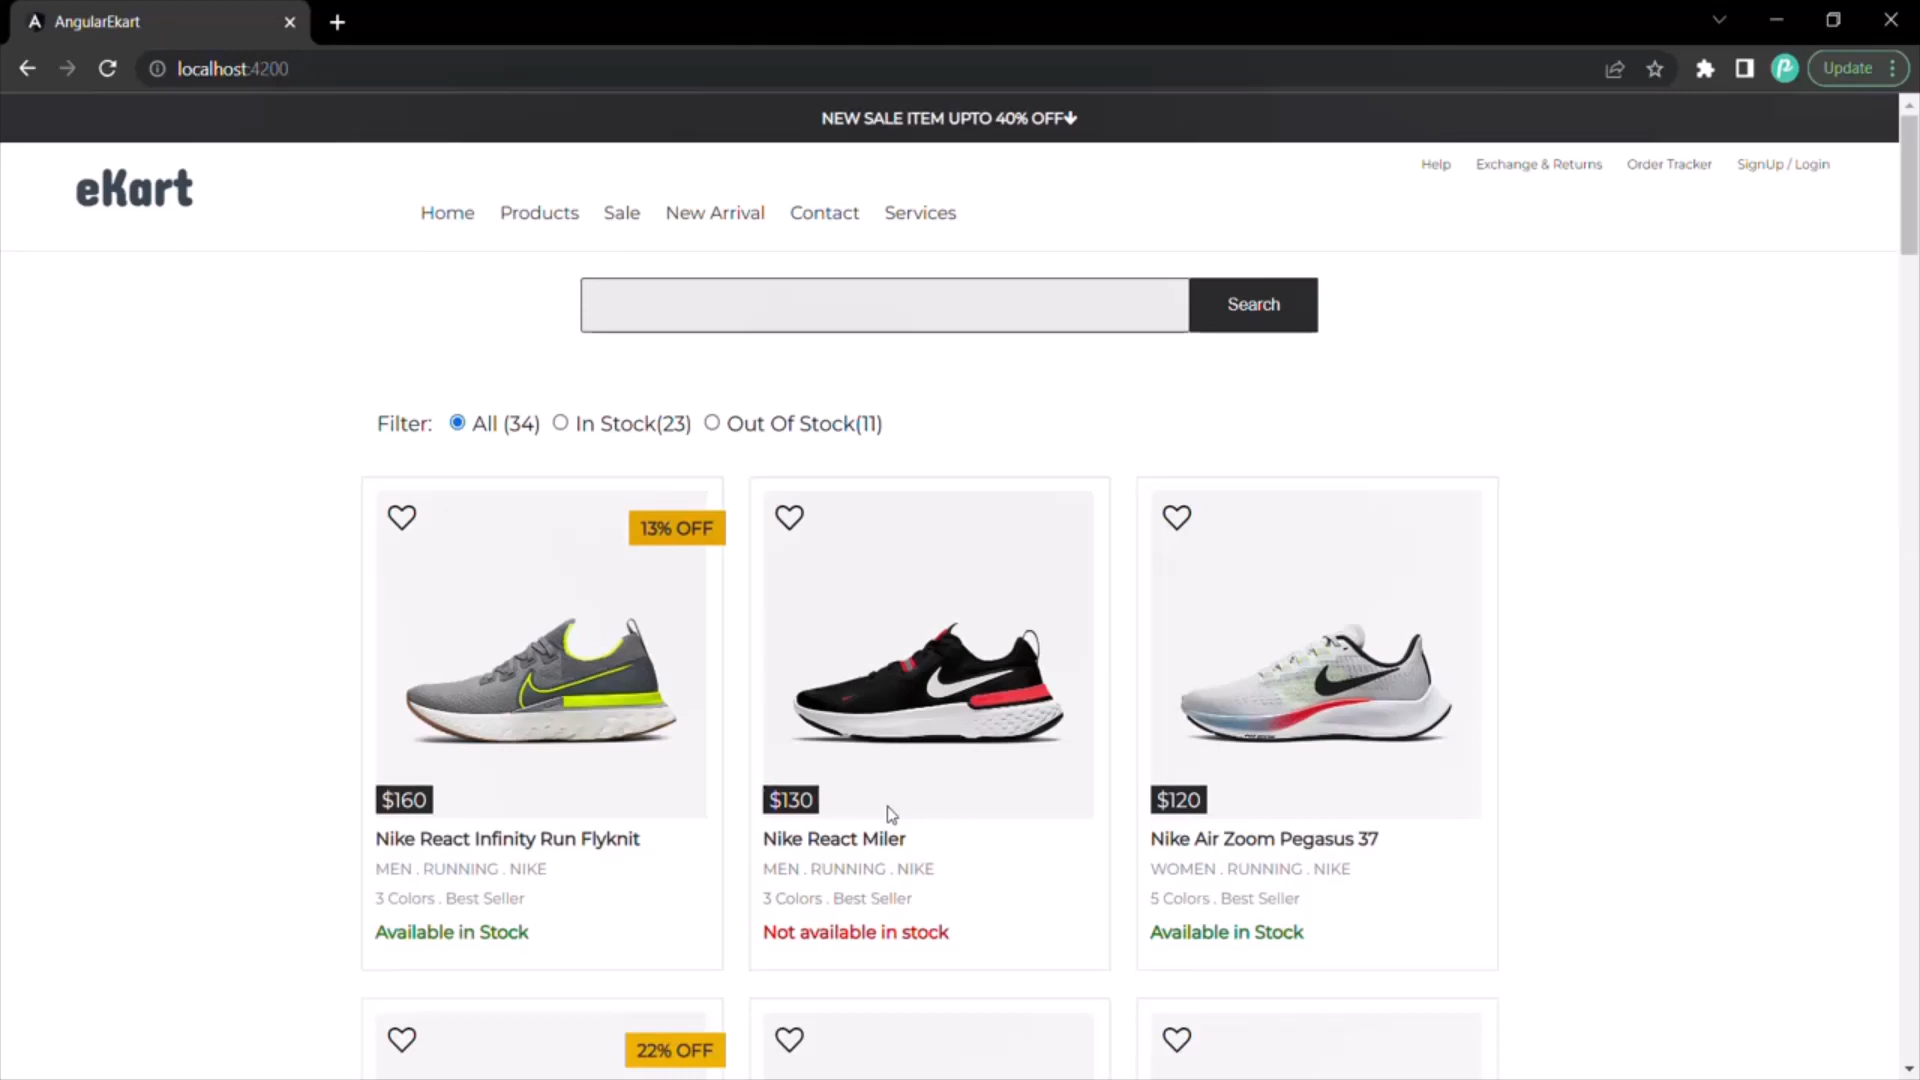 AngularEkart
localhost:4200
Update
NEW SALE ITEM UPTO 40% OFF
Help Exchange & Returns Order Tracker SignUp / Login
eKart
Home Products Sale New Arrival Contact Services
Search
Filter: All (34) In Stock(23) Out Of Stock(11)
13% OFF
$160 $130 $120
Nike React Infinity Run Flyknit Nike React Miler Nike Air Zoom Pegasus 37
MEN . RUNNING . NIKE MEN . RUNNING . NIKE WOMEN . RUNNING . NIKE
3 Colors . Best Seller 3 Colors . Best Seller 5 Colors . Best Seller
Available in Stock Not available in stock Available in Stock
22% OFF